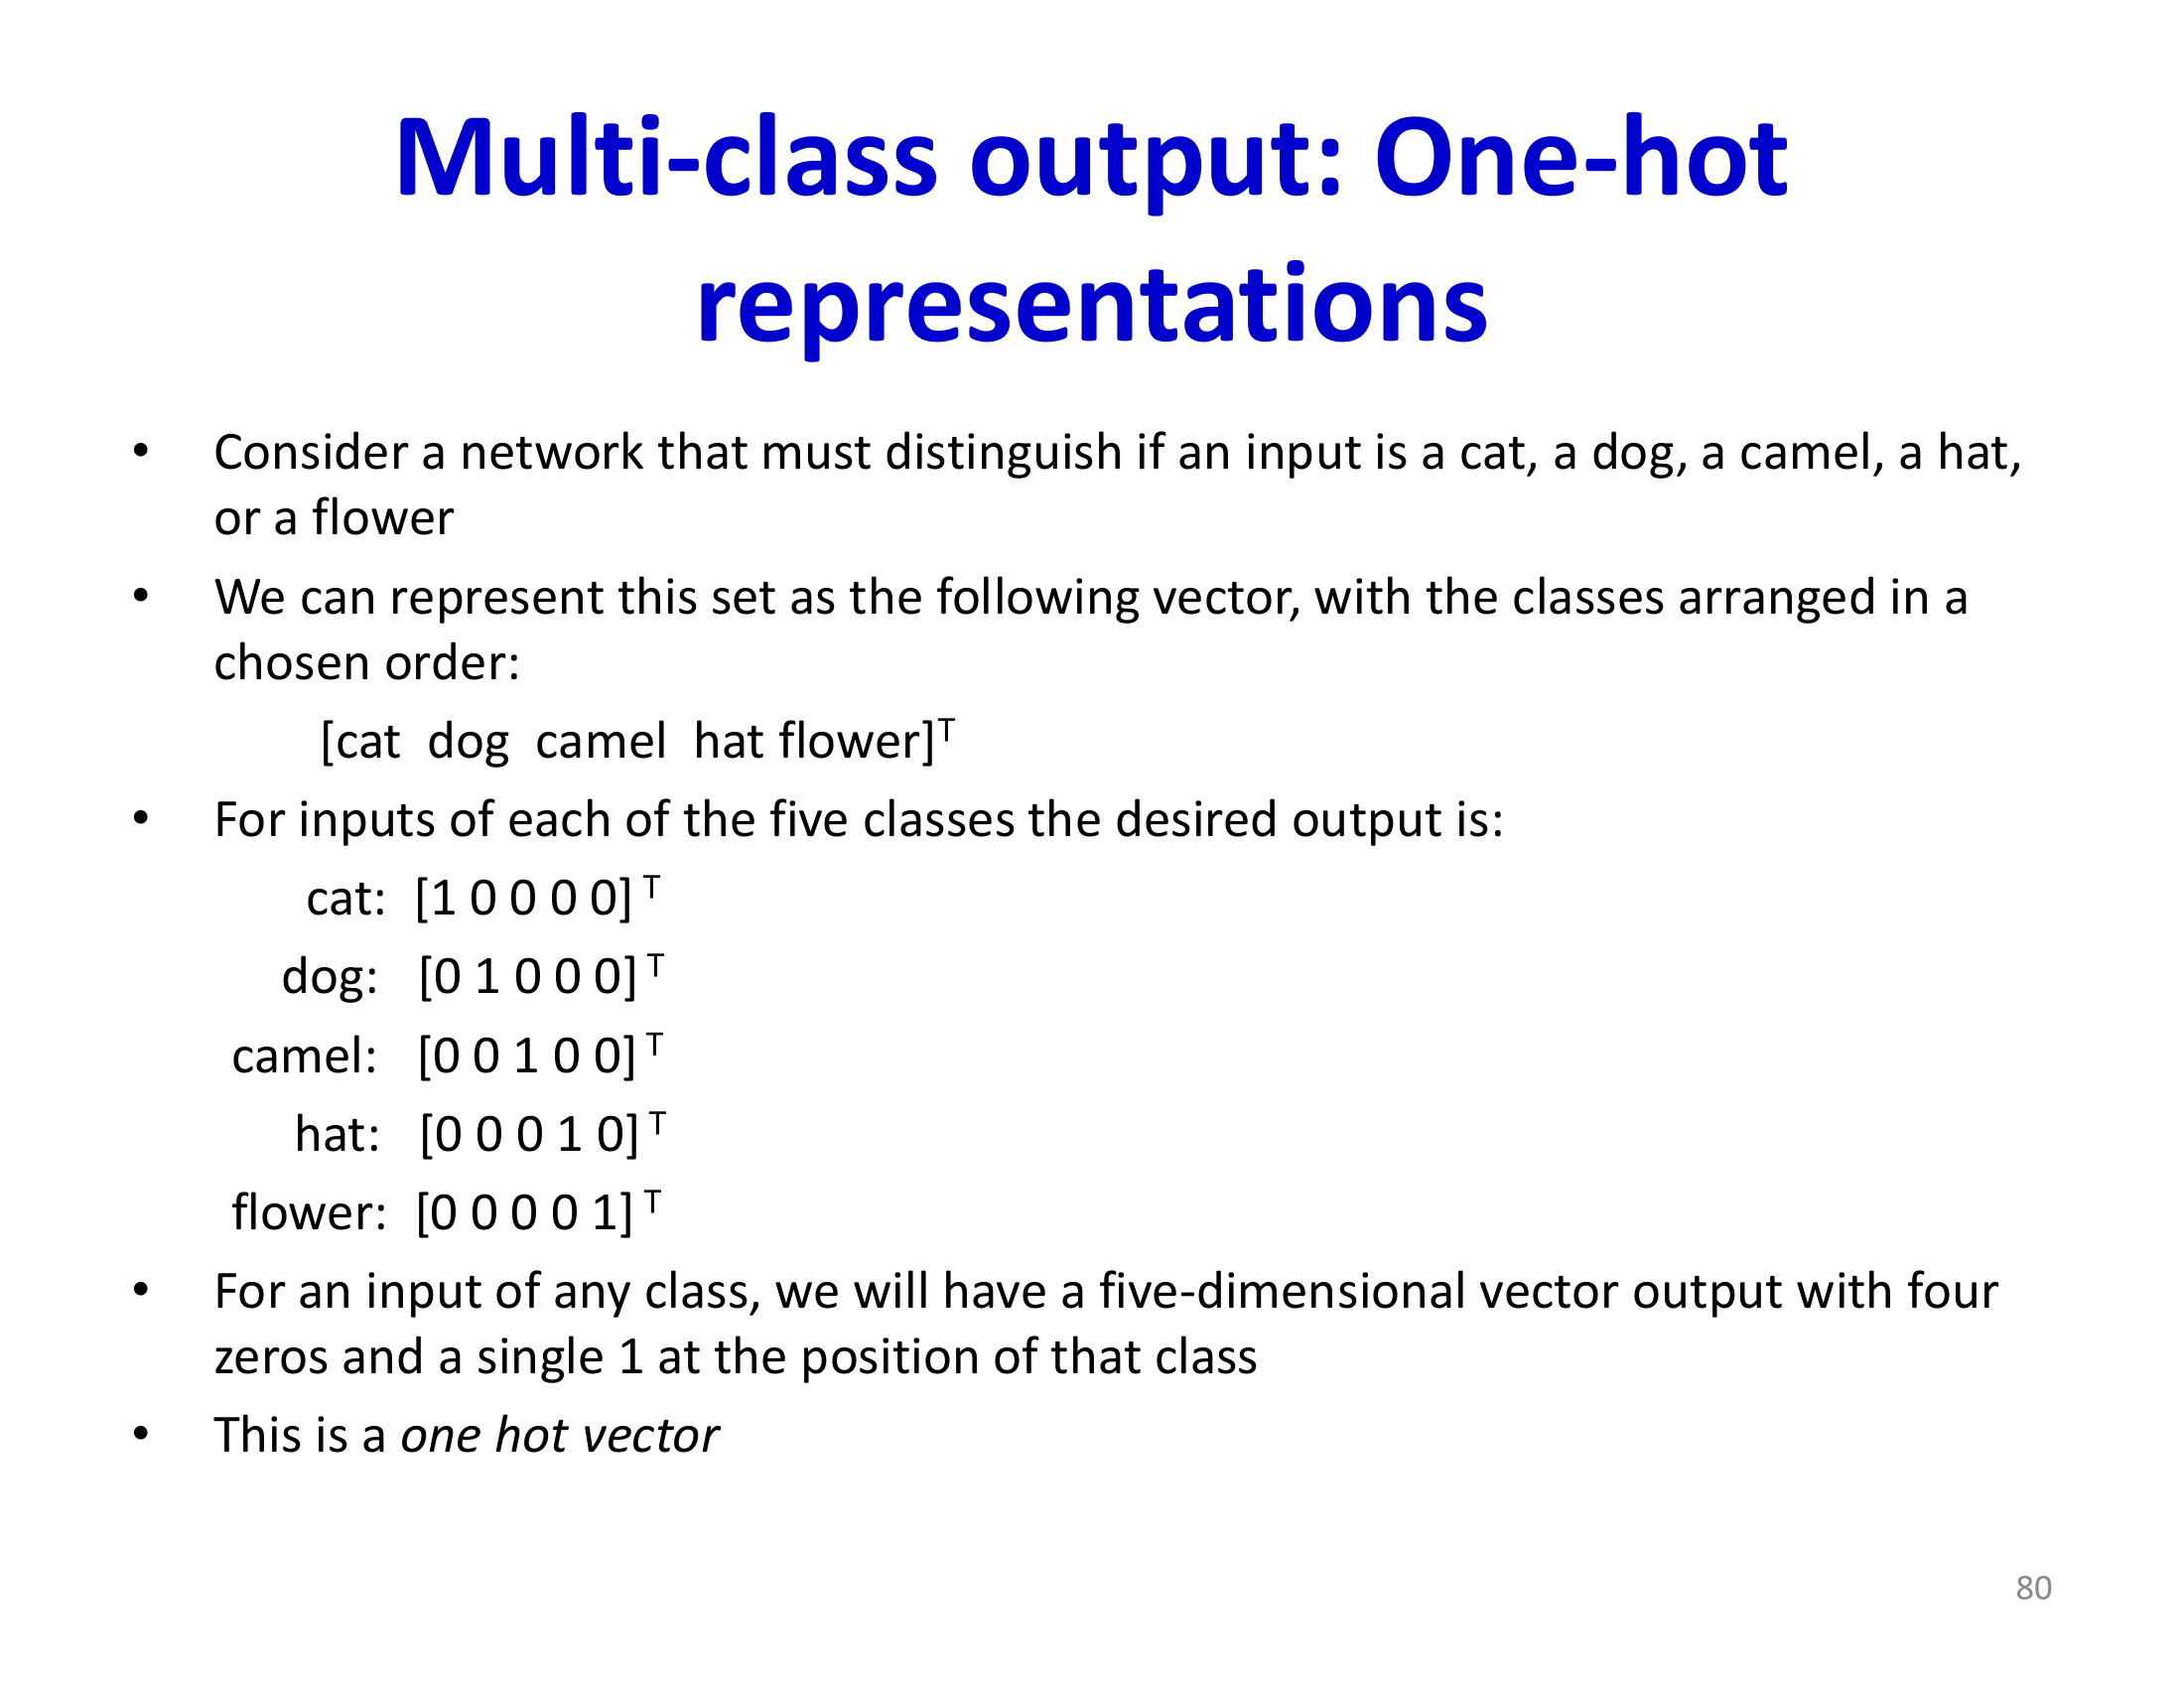 Multi-class output: One-hot
representations
• Consider a network that must distinguish if an input is a cat, a dog, a camel, a hat,
or a flower
• We can represent this set as the following vector, with the classes arranged in a
chosen order:
[cat dog camel hat flower]ᵀ
• For inputs of each of the five classes the desired output is:
cat: [1 0 0 0 0] ᵀ
dog: [0 1 0 0 0] ᵀ
camel: [0 0 1 0 0] ᵀ
hat: [0 0 0 1 0] ᵀ
flower: [0 0 0 0 1] ᵀ
• For an input of any class, we will have a five-dimensional vector output with four
zeros and a single 1 at the position of that class
• This is a one hot vector
80